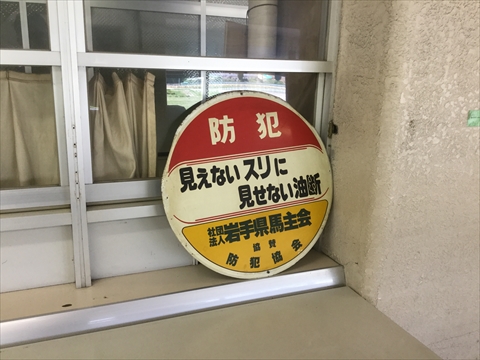 防犯
見えないスリに
見せない油断
社団法人 岩手県馬主会
協賛
防犯協会